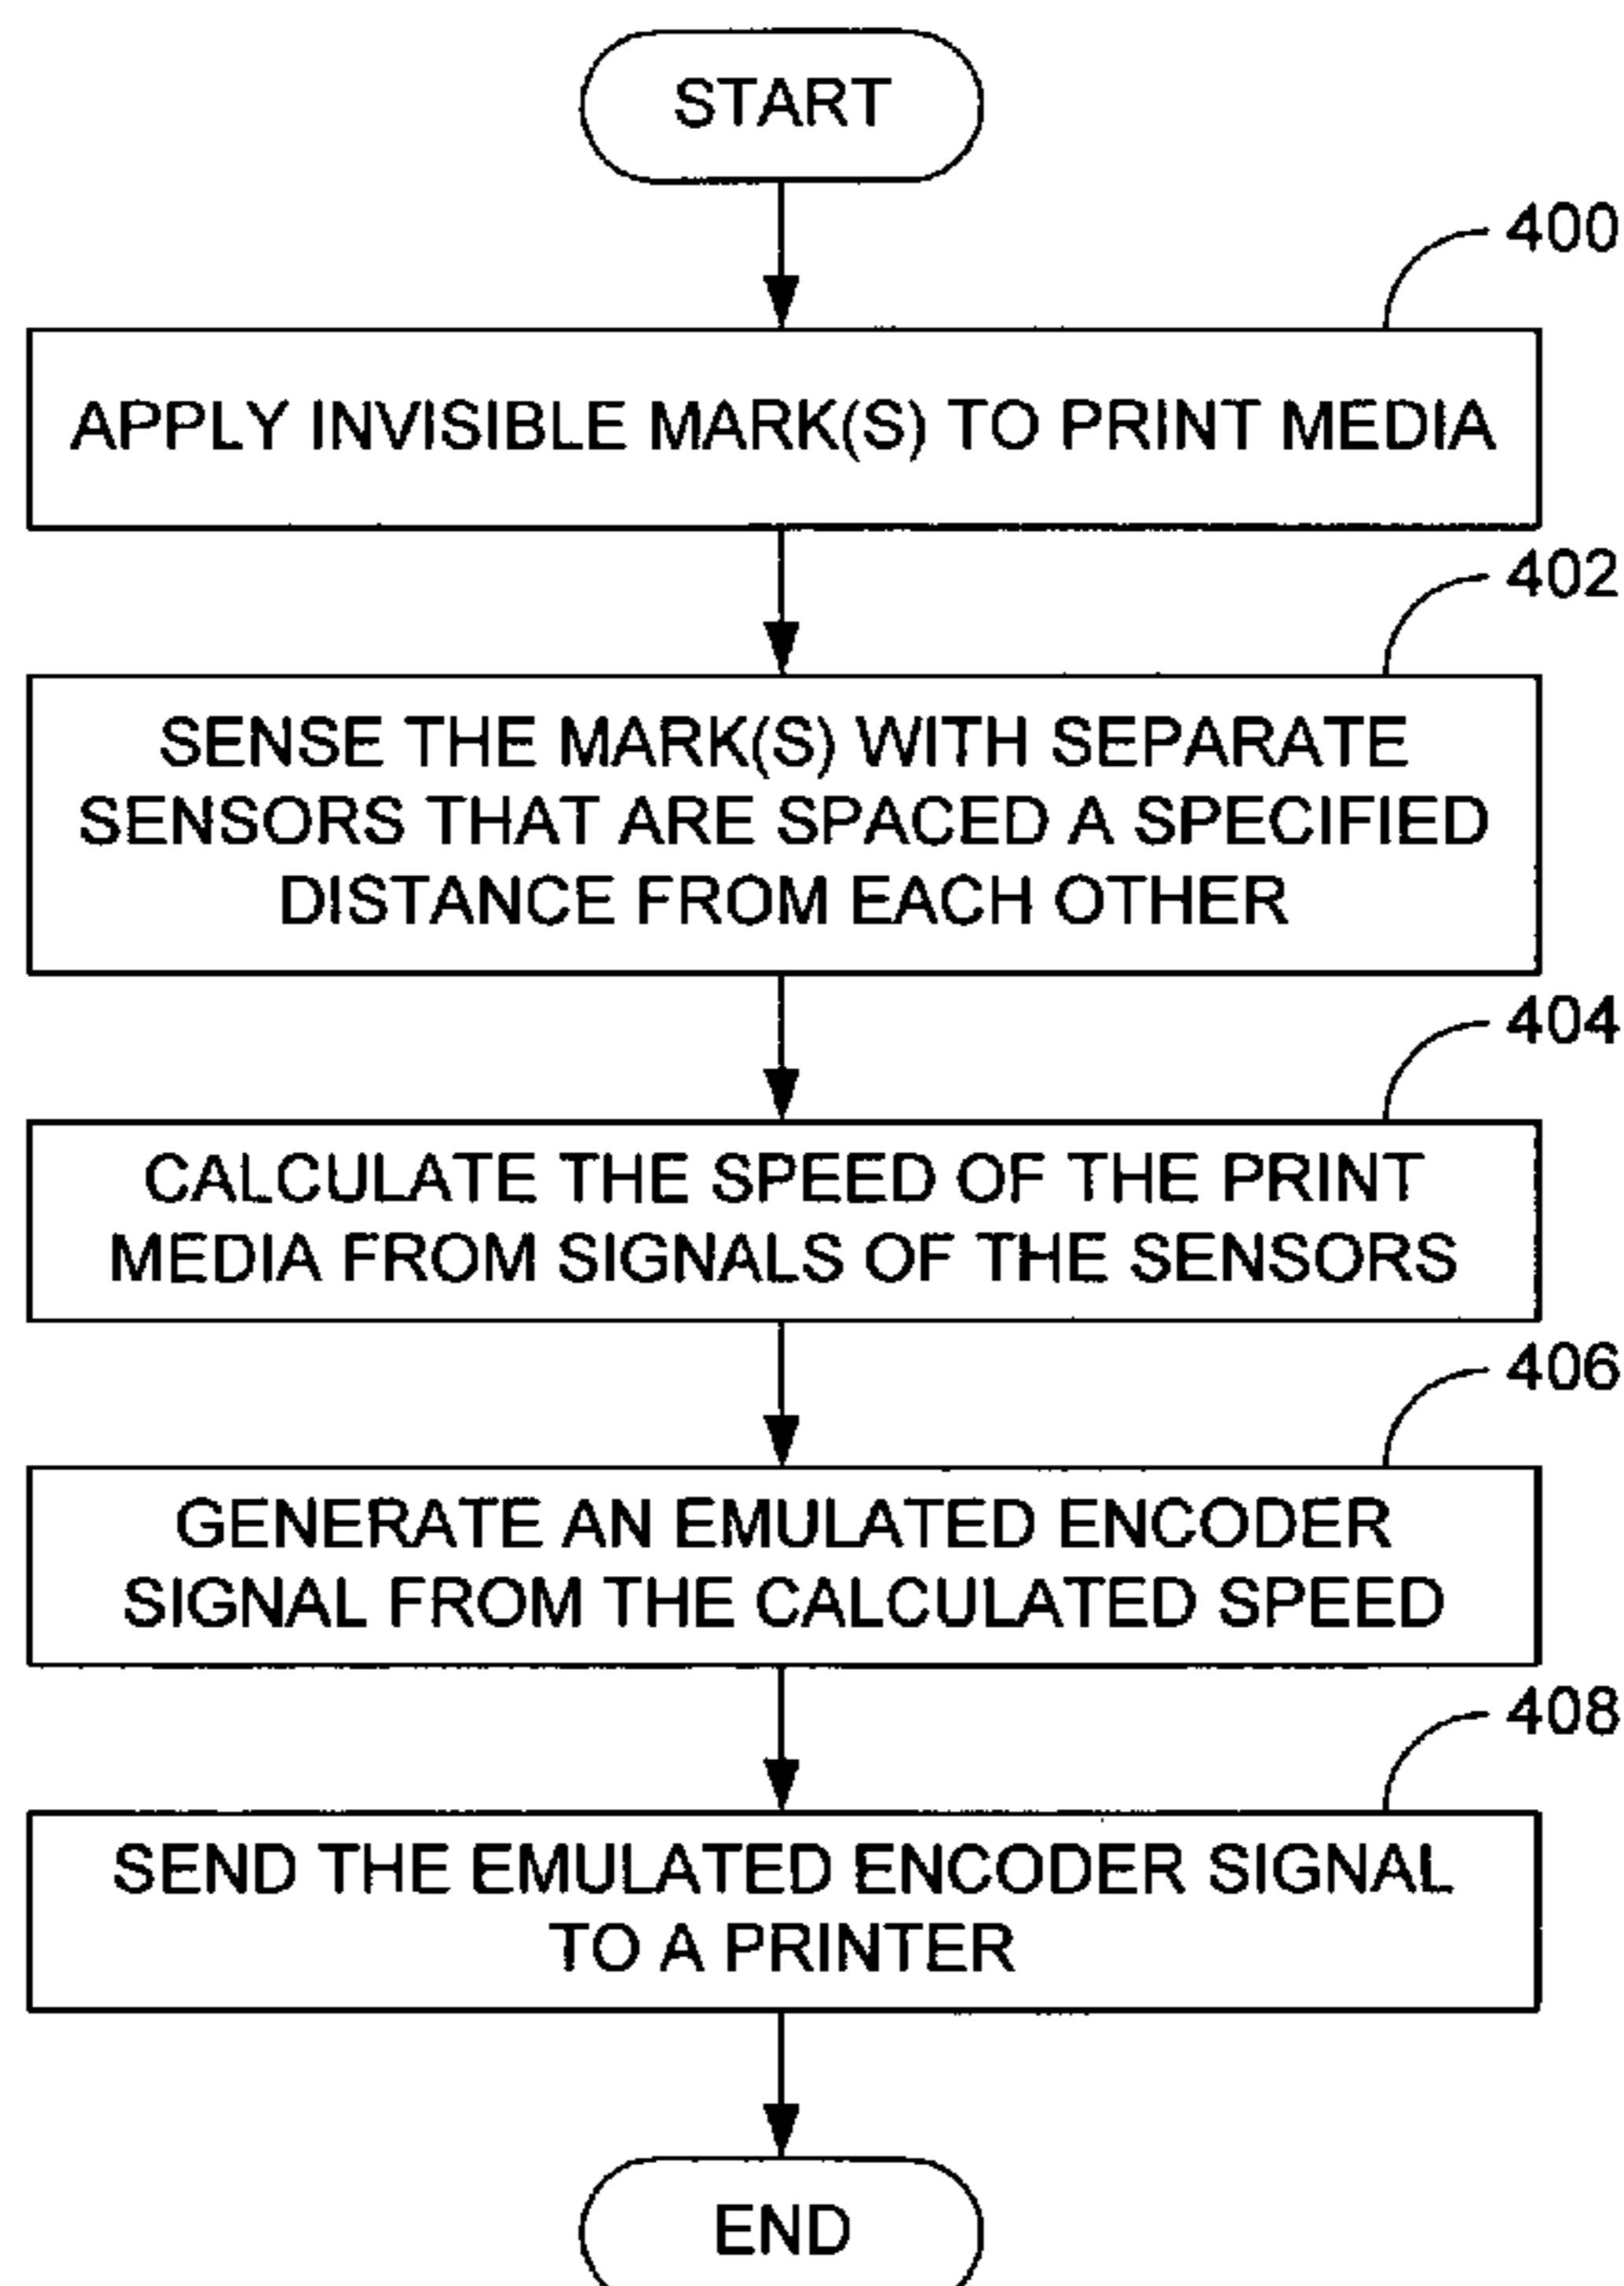 START
400
APPLY INVISIBLE MARK(S) TO PRINT MEDIA
402
SENSE THE MARK(S) WITH SEPARATE
SENSORS THAT ARE SPACED A SPECIFIED
DISTANCE FROM EACH OTHER
404
CALCULATE THE SPEED OF THE PRINT
MEDIA FROM SIGNALS OF THE SENSORS
406
GENERATE AN EMULATED ENCODER
SIGNAL FROM THE CALCULATED SPEED
408
SEND THE EMULATED ENCODER SIGNAL
TO A PRINTER
END